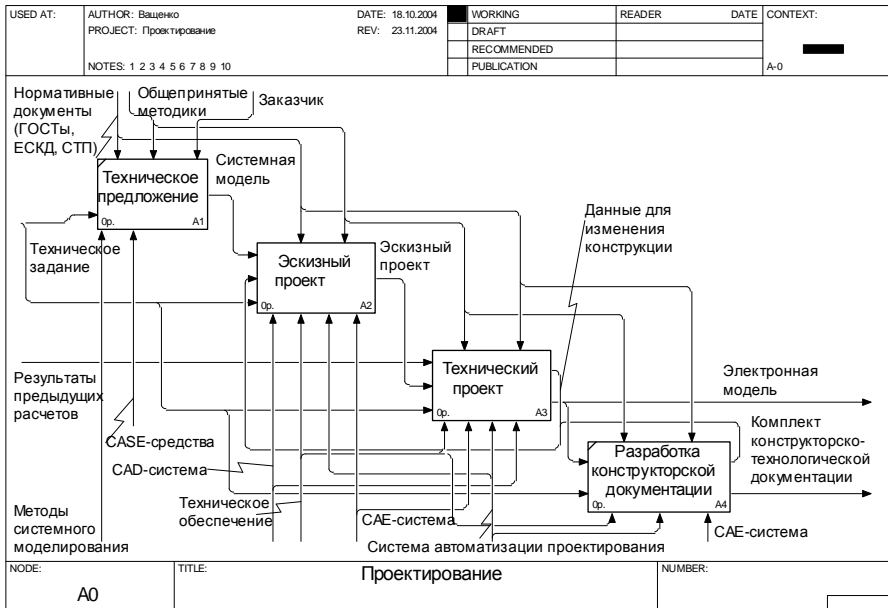 USED AT:
AUTHOR: Ващенко
DATE: 18.10.2004
WORKING
READER
DATE
CONTEXT:
PROJECT: Проектирование
REV: 23.11.2004
DRAFT
RECOMMENDED
NOTES: 1 2 3 4 5 6 7 8 9 10
PUBLICATION
A-0
Нормативные
документы
(ГОСТы,
ЕСКД, СТП)
Общепринятые
методики
Заказчик
Техническое
предложение
0р.
A1
Системная
модель
Техническое
задание
Эскизный
проект
0р.
A2
Эскизный
проект
Данные для
изменения
конструкции
Технический
проект
0р.
A3
Результаты
предыдущих
расчетов
Электронная
модель
Разработка
конструкторской
документации
0р.
A4
Комплект
конструкторско-
технологической
документации
CASE-средства
CAD-система
Техническое
обеспечение
Методы
системного
моделирования
CAE-система
Система автоматизации проектирования
CAE-система
NODE:
A0
TITLE:
Проектирование
NUMBER: